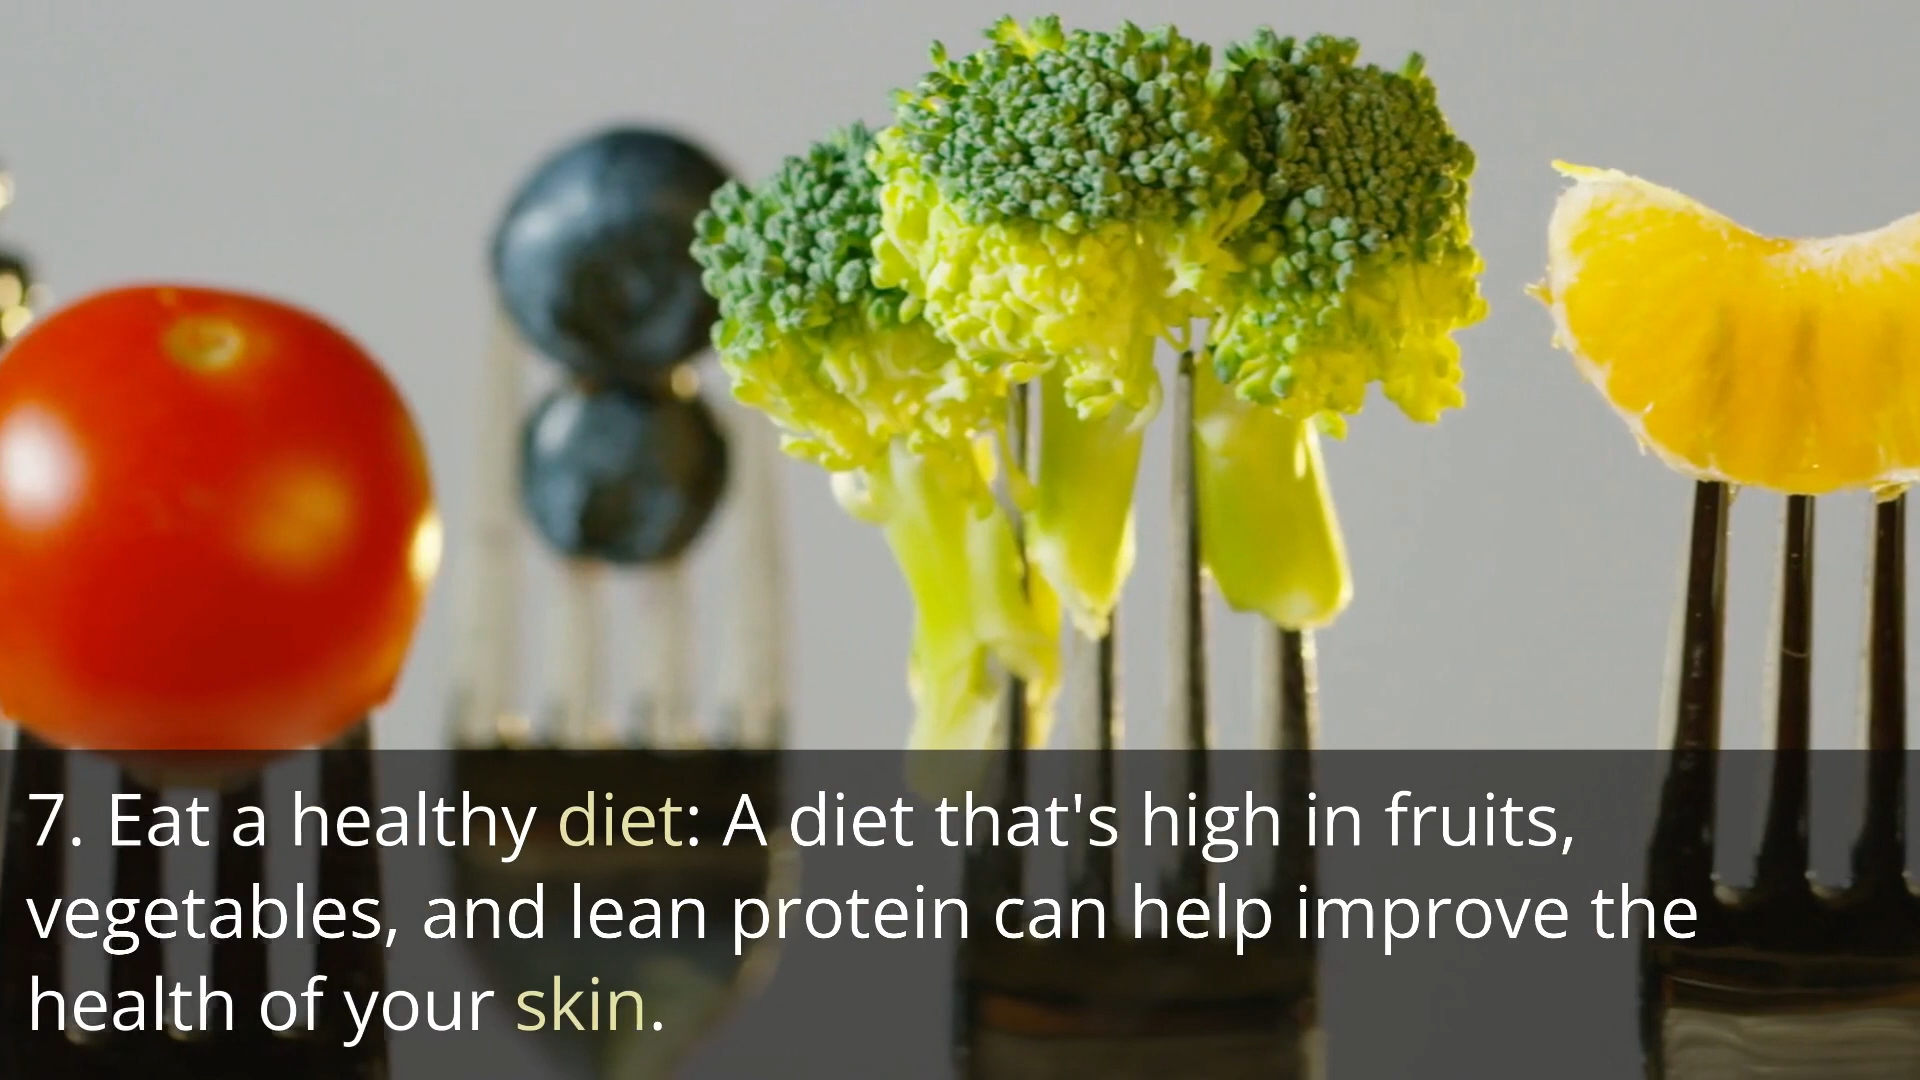 7. Eat a healthy diet: A diet that's high in fruits,
vegetables, and lean protein can help improve the
health of your skin.